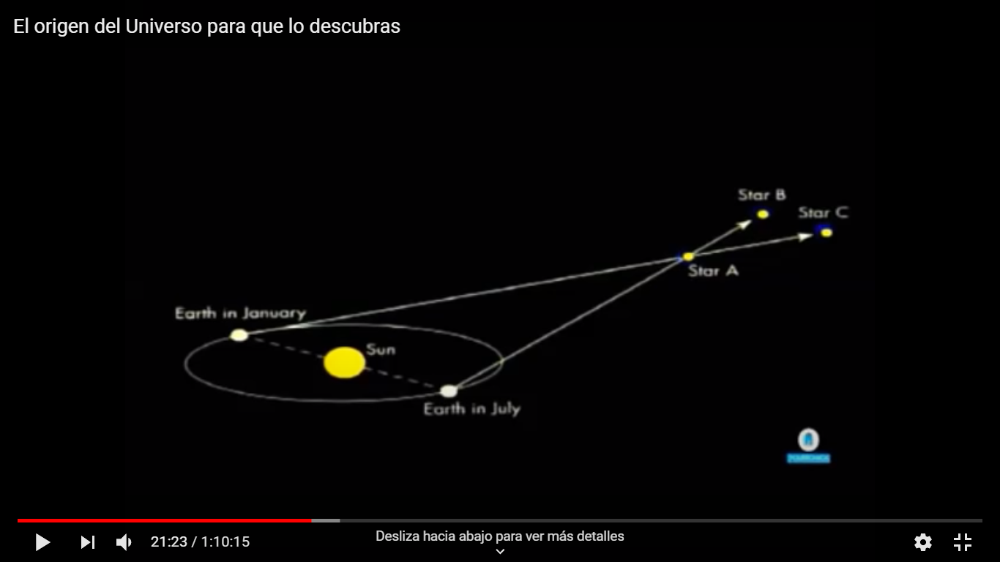 El origen del Universo para que lo descubras
Star B
Star C
Star A
Earth in January
Sun
Earth in July
21:23 / 1:10:15
Desliza hacia abajo para ver más detalles